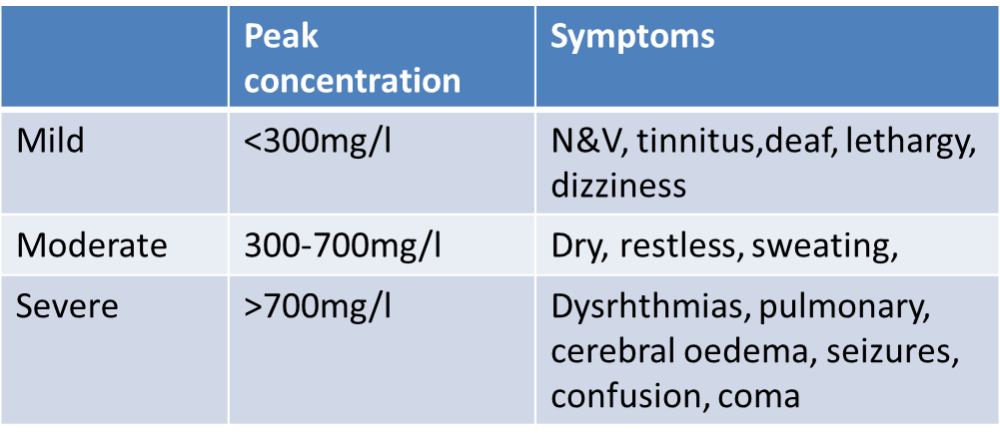 Peak
concentration
Symptoms
Mild
<300mg/l
N&V, tinnitus,deaf, lethargy,
dizziness
Moderate
300-700mg/l
Dry, restless, sweating,
Severe
>700mg/l
Dysrhthmias, pulmonary,
cerebral oedema, seizures,
confusion, coma